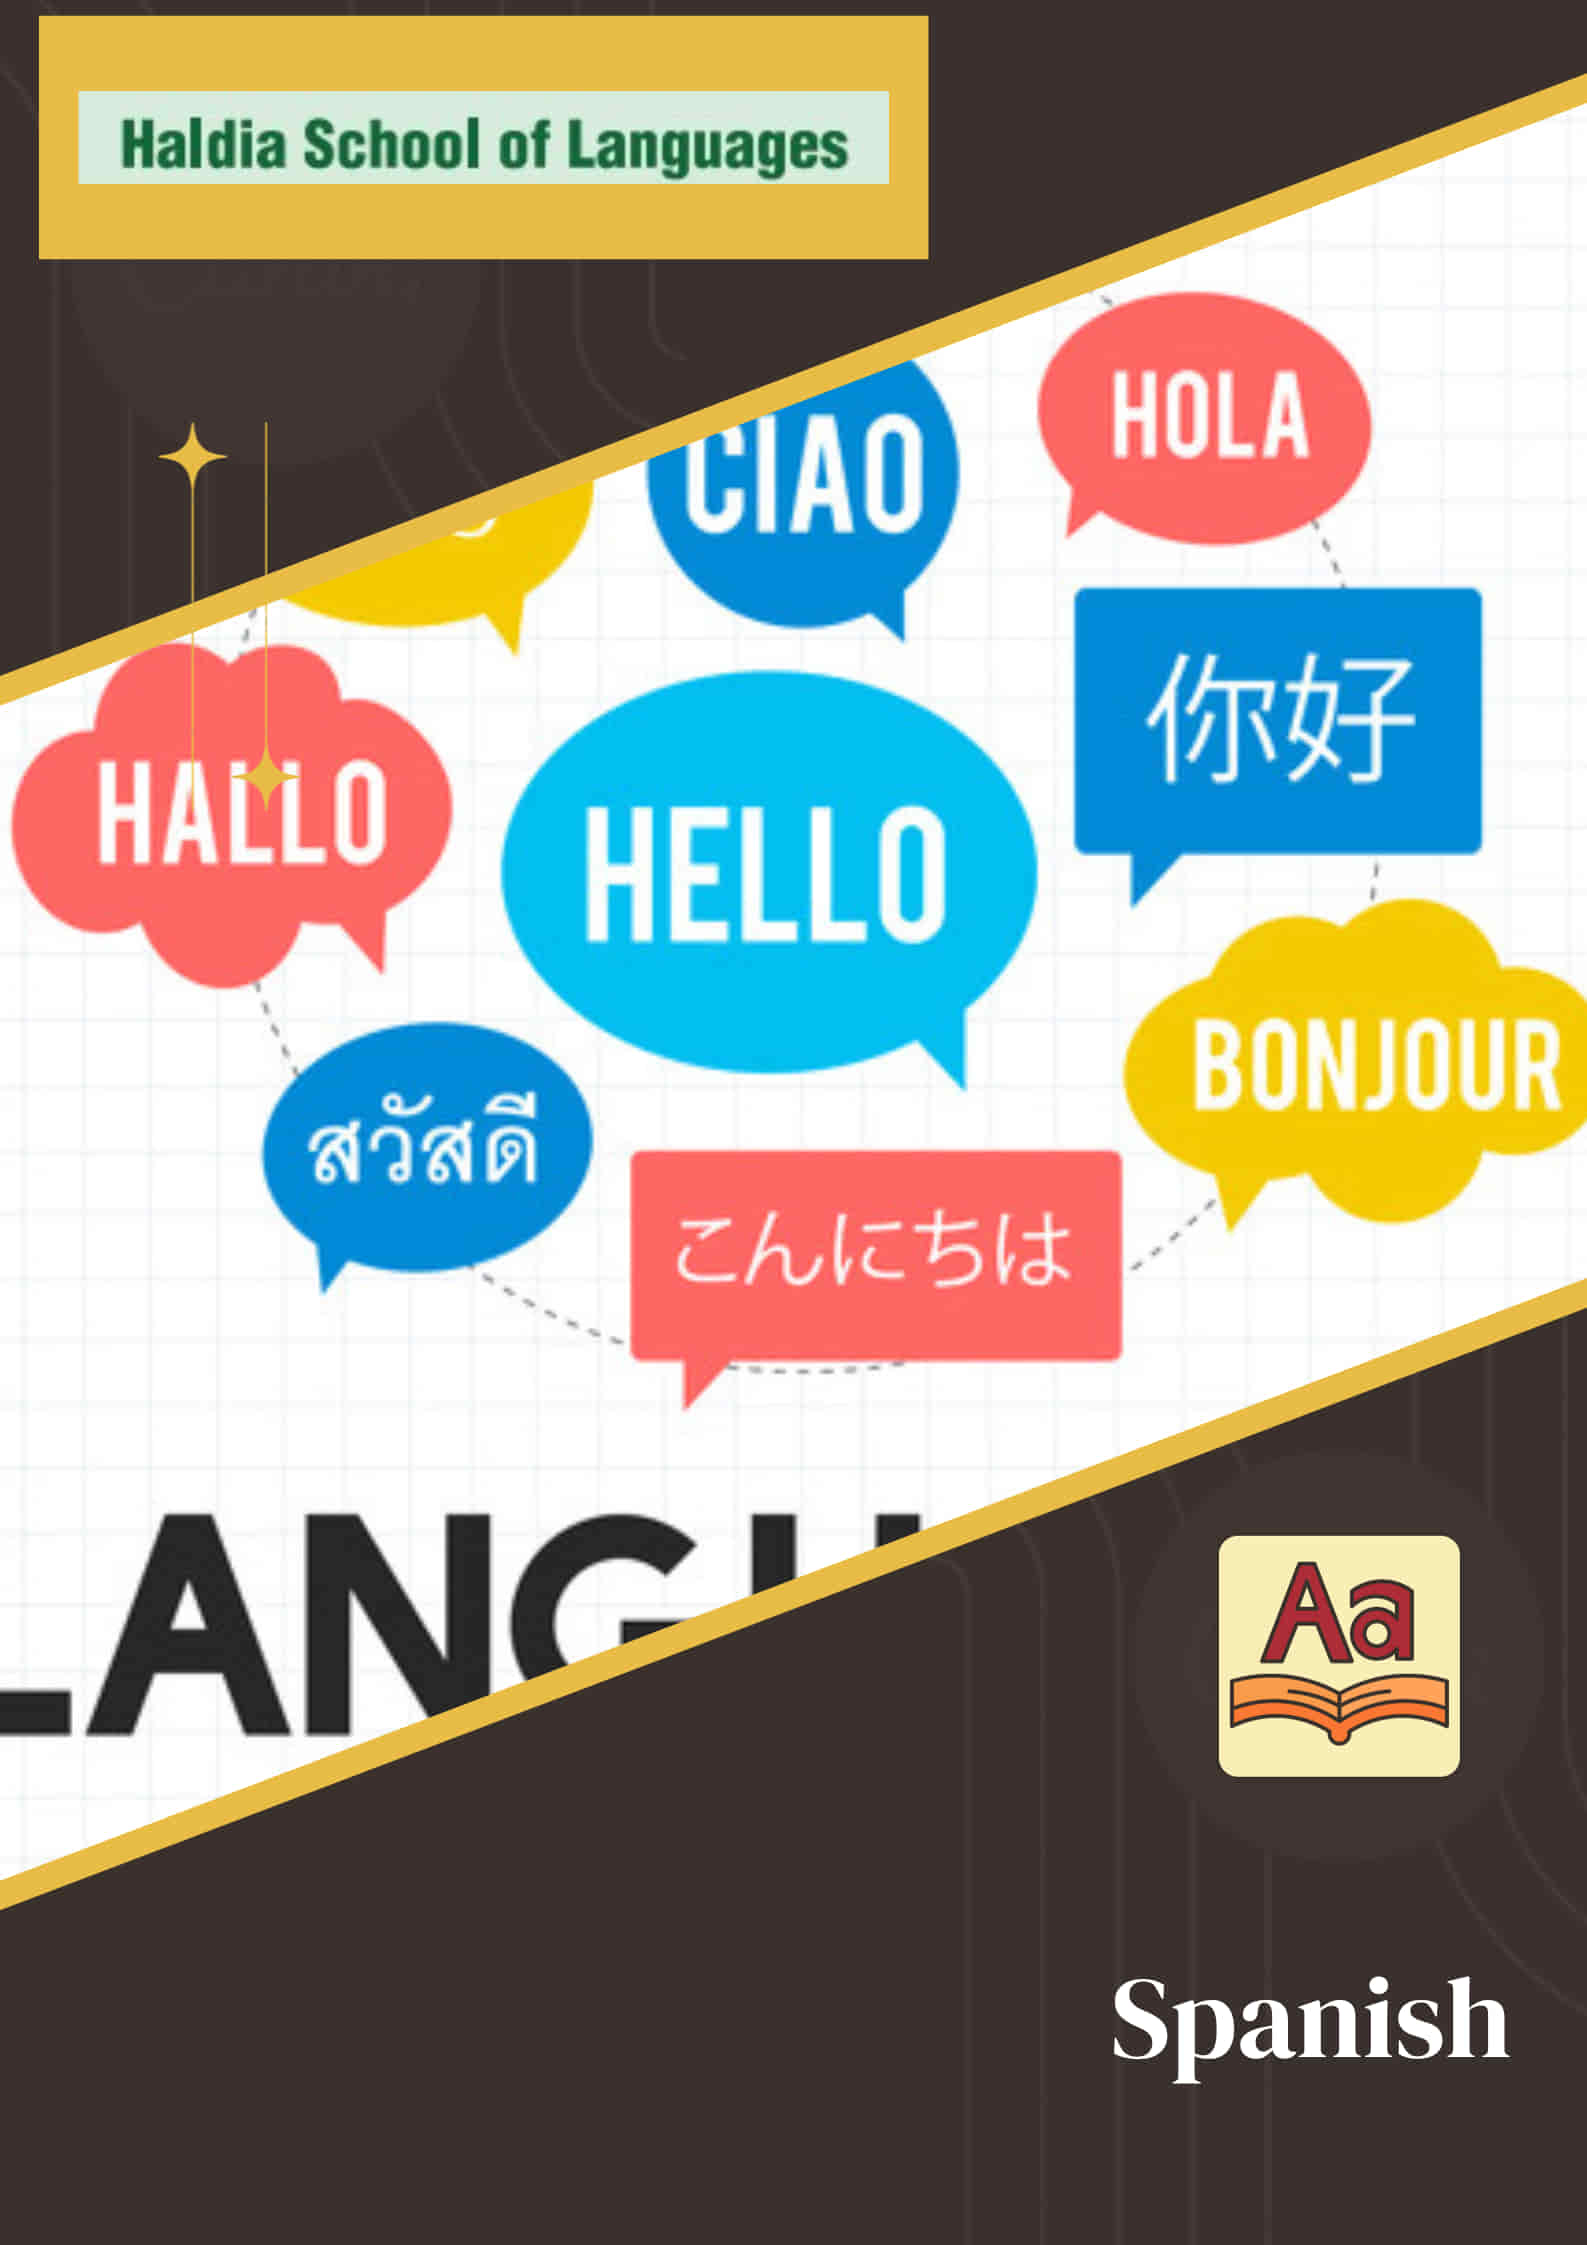 Haldia School of Languages
HOLA
CIAO
你好
HALLO
HELLO
BONJOUR
สวัสดี
こんにちは
LANGU
Aa
Spanish